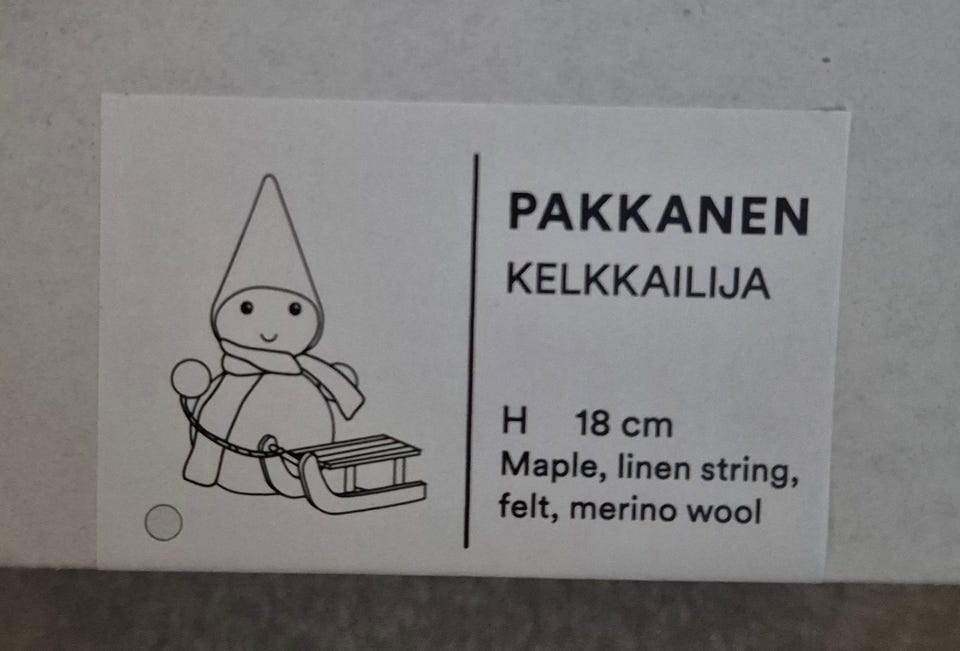 PAKKANEN
KELKKAILIJA
H 18 cm
Maple, linen string,
felt, merino wool